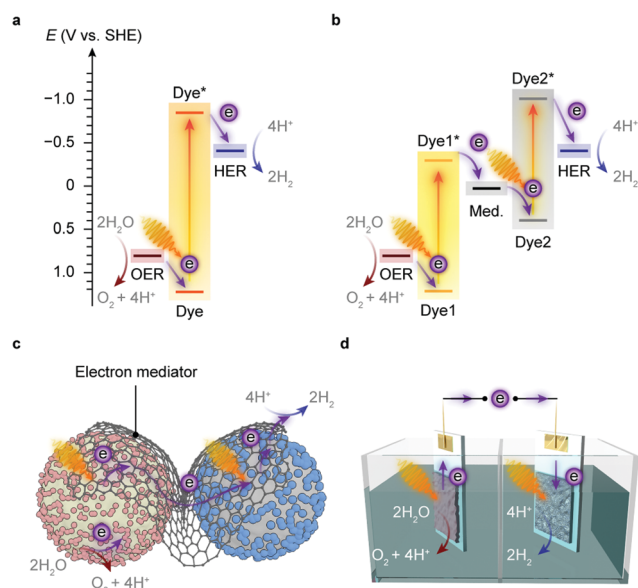 a
E (V vs. SHE)
−1.0
−0.5
0
0.5
1.0
Dye*
e
4H⁺
HER
2H₂
2H₂O
OER
e
O₂ + 4H⁺
Dye
b
Dye2*
e
4H⁺
Dye1*
e
HER
2H₂
e
Med.
2H₂O
Dye2
OER
e
O₂ + 4H⁺
Dye1
c
Electron mediator
4H⁺
2H₂
e
e
e
e
2H₂O
O₂ + 4H⁺
d
e
e
e
2H₂O
4H⁺
O₂ + 4H⁺
2H₂